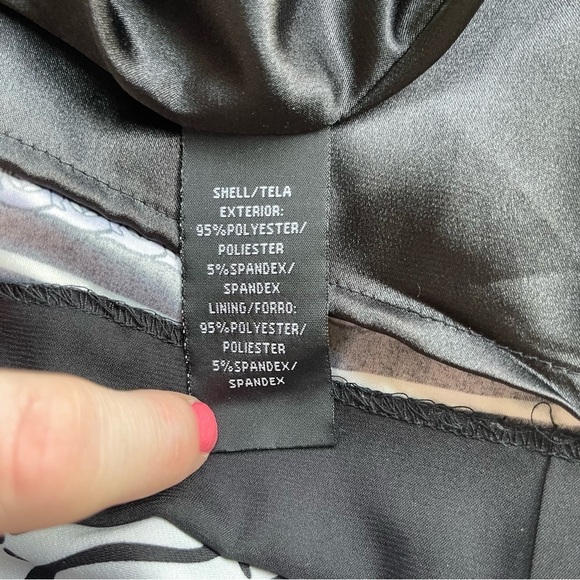 SHELL/TELA
EXTERIOR:
95%POLYESTER/
POLIESTER
5%SPANDEX/
SPANDEX
LINING/FORRO:
95%POLYESTER/
POLIESTER
5%SPANDEX/
SPANDEX